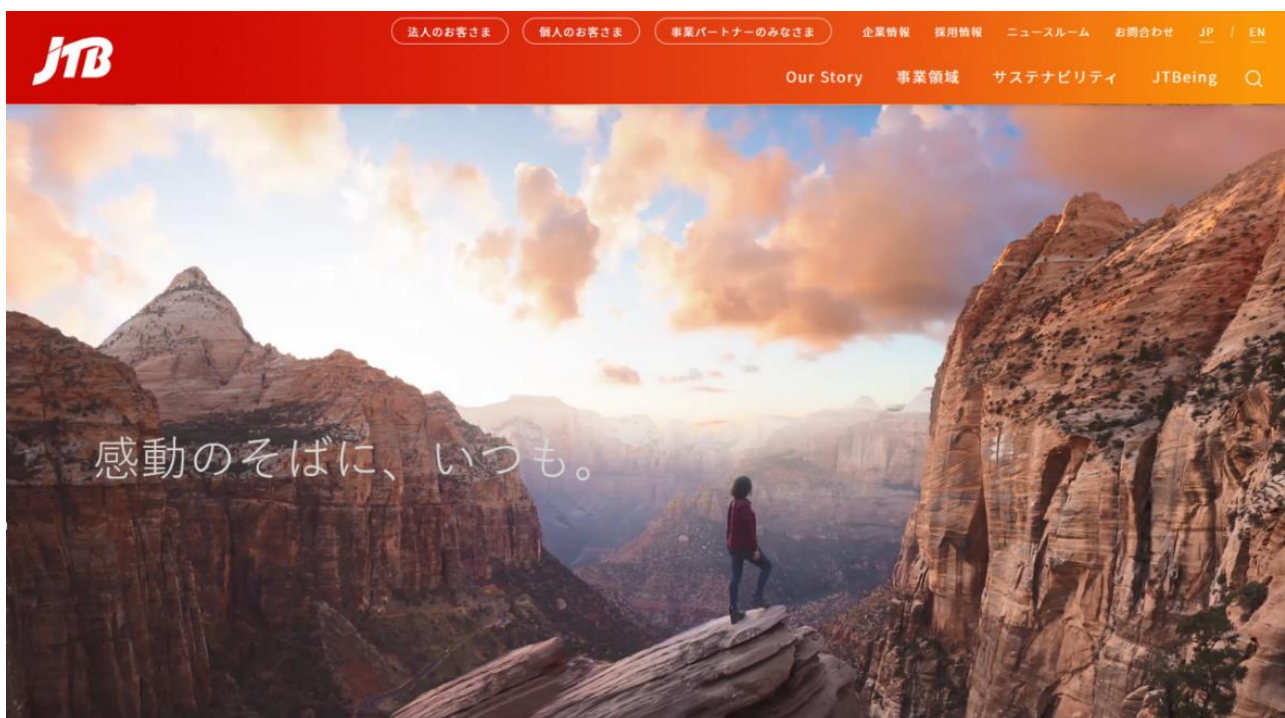 JTB
法人のお客さま 個人のお客さま 事業パートナーのみなさま 企業情報 採用情報 ニュースルーム お問合わせ JP / EN
Our Story 事業領域 サステナビリティ JTBeing
感動のそばに、いつも。